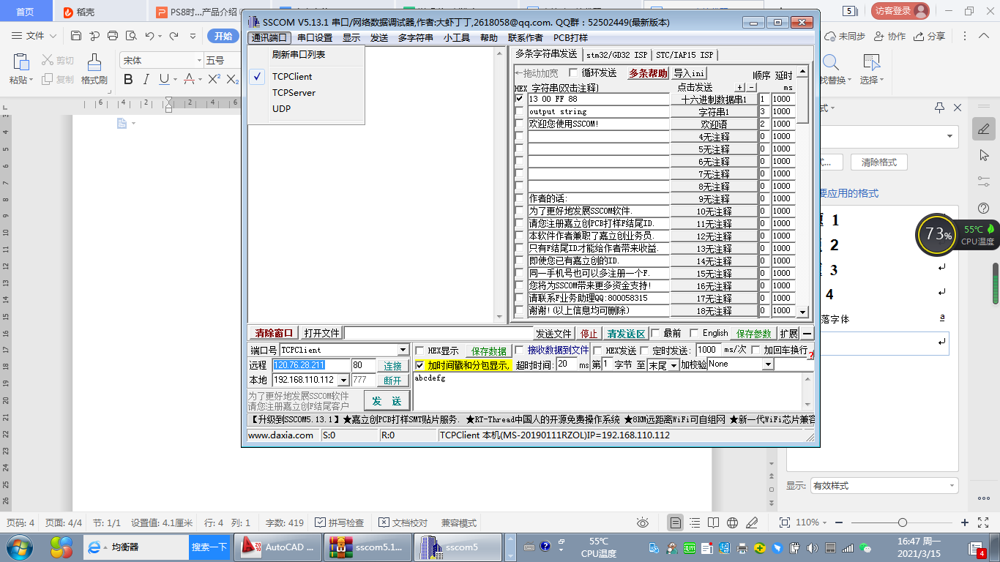 首页
稻壳
PS8时...产品介绍
5
访客登录
SSCOM V5.13.1 串口/网络数据调试器,作者:大虾丁丁,2618058@qq.com. QQ群：52502449(最新版本)
文件
开始
通讯端口 串口设置 显示 发送 多字符串 小工具 帮助 联系作者 PCB打样
未同步 协作 分享
粘贴 剪切 复制 格式刷
宋体 五号
B I U A X² X₂
查找替换 选择
刷新串口列表
TCPClient
TCPServer
UDP
多条字符串发送 stm32/GD32 ISP STC/IAP15 ISP
←拖动加宽 循环发送 多条帮助 导入ini 顺序 延时
HEX 字符串(双击注释) 点击发送 + - ms
13 00 FF 88 十六进制数据串1 1 1000
output string 字符串1 3 1000
欢迎您使用SSCOM! 欢迎语 2 1000
4无注释 0 1000
5无注释 0 1000
6无注释 0 1000
7无注释 0 1000
8无注释 0 1000
作者的话: 9无注释 0 1000
为了更好地发展SSCOM软件. 10无注释 0 1000
请您注册嘉立创PCB打样F结尾ID. 11无注释 0 1000
本软件作者兼职了嘉立创业务员. 12无注释 0 1000
只有F结尾ID才能给作者带来收益. 13无注释 0 1000
即使您已有嘉立创的ID. 14无注释 0 1000
同一手机号也可以多注册一个F. 15无注释 0 1000
您将为SSCOM带来更多资金支持! 16无注释 0 1000
请联系F业务助理QQ:800058315 17无注释 0 1000
谢谢!(以上信息均可删除) 18无注释 0 1000
清除窗口 打开文件 发送文件 停止 清发送区 最前 English 保存参数 扩展 —
端口号 TCPClient HEX显示 保存数据 接收数据到文件 HEX发送 定时发送: 1000 ms/次 加回车换行
远程 120.76.28.211 80 连接 加时间戳和分包显示, 超时时间: 20 ms 第 1 字节 至 末尾 加校验 None
本地 192.168.110.112 777 断开
abcdefg
为了更好地发展SSCOM软件
请您注册嘉立创F结尾客户
发 送
【升级到SSCOM5.13.1】★嘉立创PCB打样SMT贴片服务. ★RT-Thread中国人的开源免费操作系统 ★8KM远距离WiFi可自组网 ★新一代WiFi芯片兼容
www.daxia.com S:0 R:0 TCPClient 本机(MS-20190111RZOL)IP=192.168.110.112
清除格式
要应用的格式
1
2
3
4
落字体 a
73%
55℃
CPU温度
显示: 有效样式
页码: 4 页面: 4/4 节: 1/1 设置值: 4.1厘米 行: 4 列: 1 字数: 419 拼写检查 文档校对 兼容模式
110%
均衡器 搜索一下
AutoCAD ... sscom5.1... sscom5
55℃
CPU温度
16:47 周一
2021/3/15
4